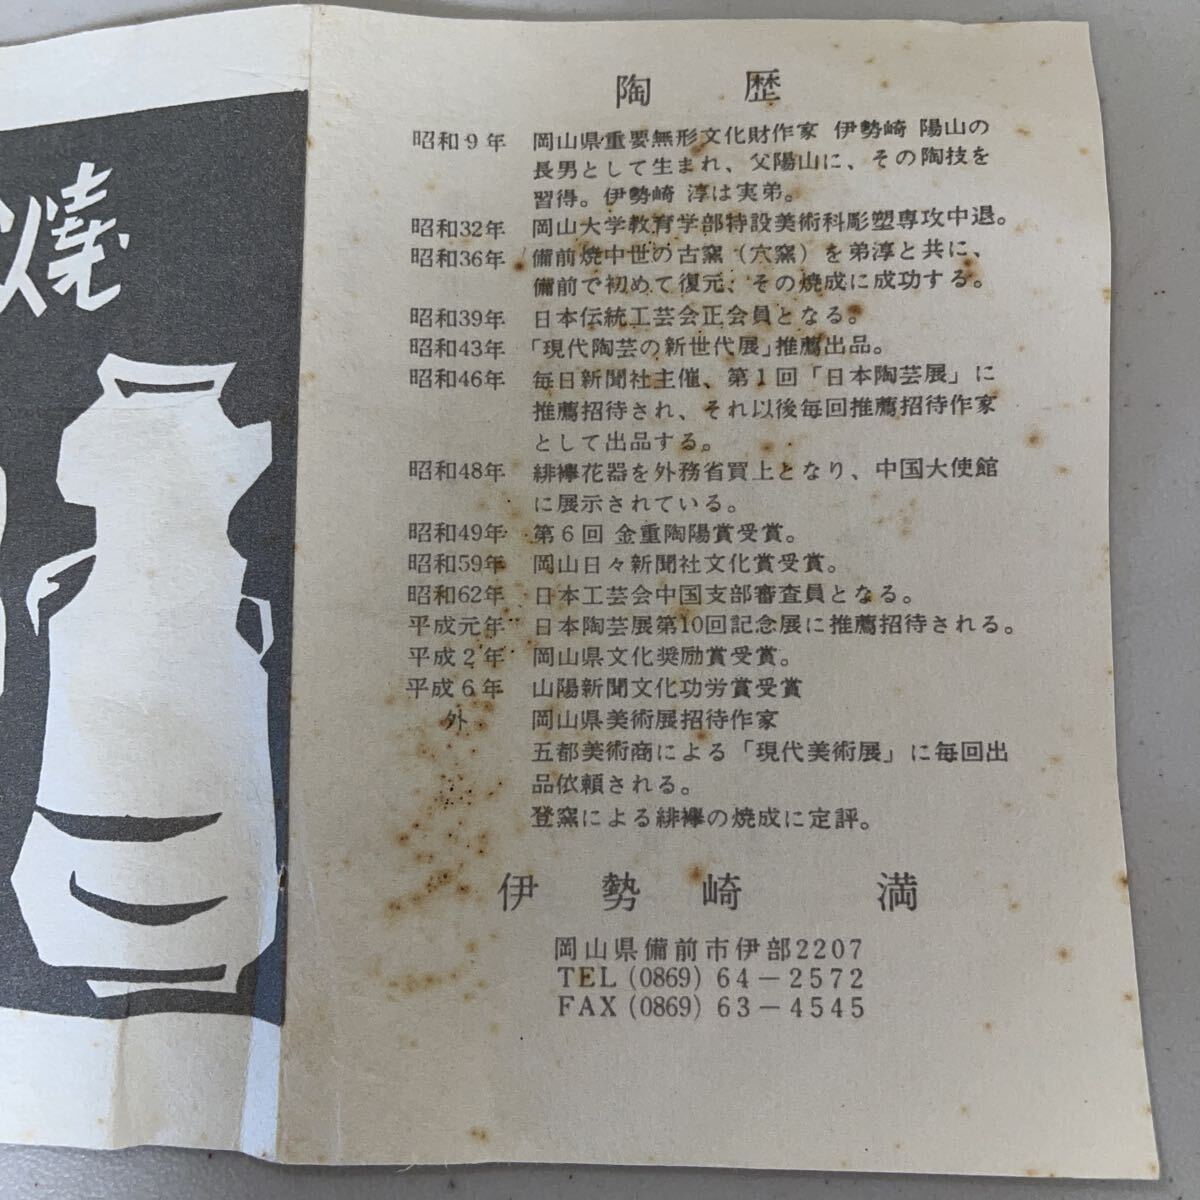 陶歴
昭和9年 岡山県重要無形文化財作家 伊勢崎 陽山の
長男として生まれ、父陽山に、その陶技を
習得。伊勢崎 淳は実弟。
昭和32年 岡山大学教育学部特設美術科彫塑専攻中退。
昭和36年 備前焼中世の古窯（穴窯）を弟淳と共に、
備前で初めて復元、その焼成に成功する。
昭和39年 日本伝統工芸会正会員となる。
昭和43年 「現代陶芸の新世代展」推薦出品。
昭和46年 毎日新聞社主催、第1回「日本陶芸展」に
推薦招待され、それ以後毎回推薦招待作家
として出品する。
昭和48年 緋襷花器を外務省買上となり、中国大使館
に展示されている。
昭和49年 第6回 金重陶陽賞受賞。
昭和59年 岡山日々新聞社文化賞受賞。
昭和62年 日本工芸会中国支部審査員となる。
平成元年 日本陶芸展第10回記念展に推薦招待される。
平成2年 岡山県文化奨励賞受賞。
平成6年 山陽新聞文化功労賞受賞
外 岡山県美術展招待作家
五都美術商による「現代美術展」に毎回出
品依頼される。
登窯による緋襷の焼成に定評。
伊勢崎 満
岡山県備前市伊部2207
TEL (0869) 64－2572
FAX (0869) 63－4545
焼